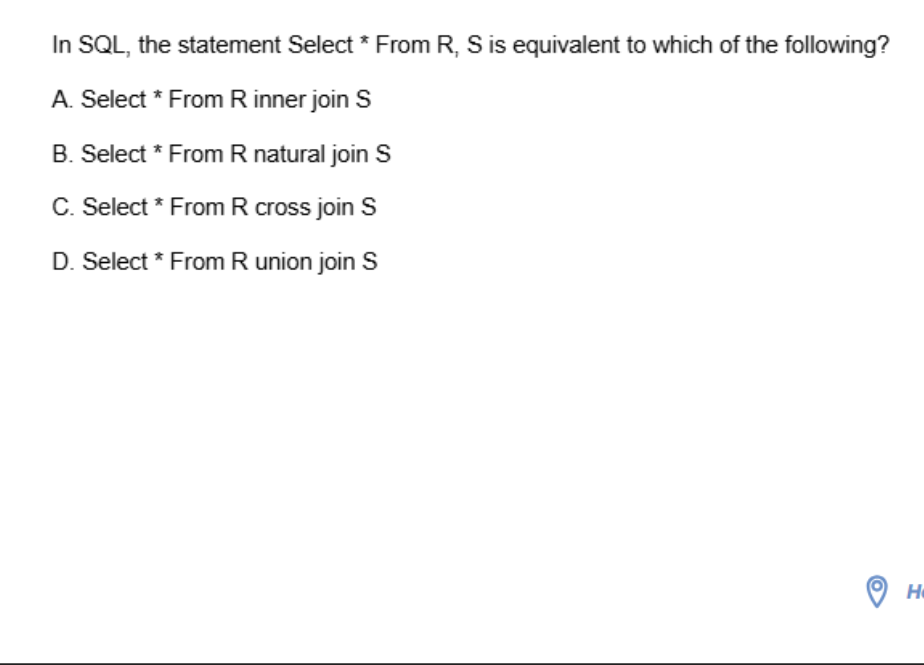 In SQL, the statement Select * From R, S is equivalent to which of the following?
A. Select * From R inner join S
B. Select * From R natural join S
C. Select * From R cross join S
D. Select * From R union join S